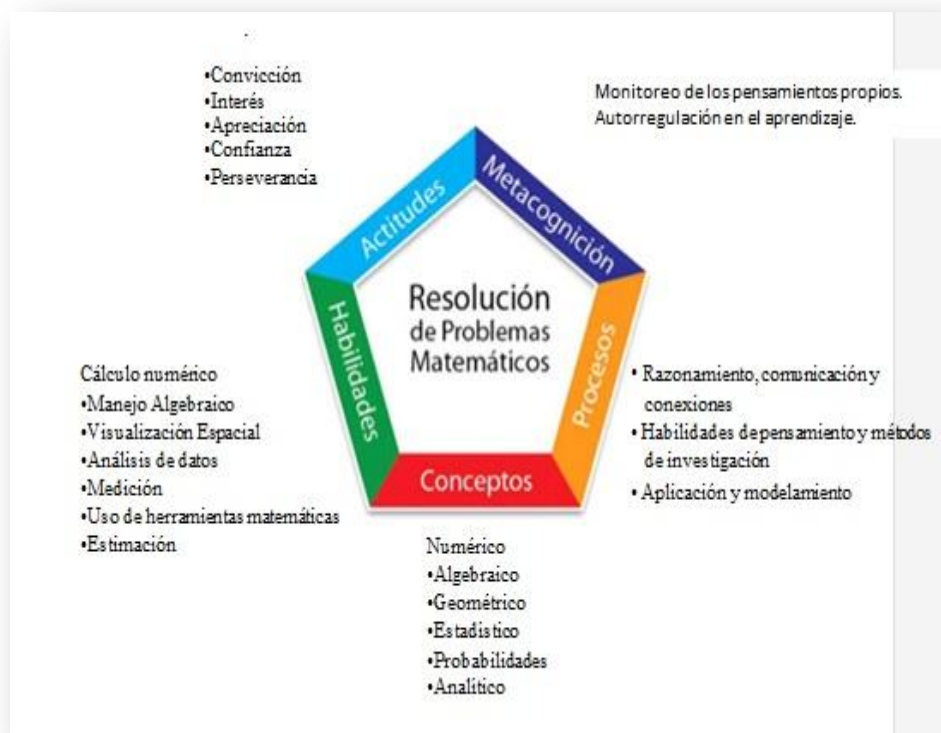 •Convicción
•Interés
•Apreciación
•Confianza
•Perseverancia
Monitoreo de los pensamientos propios.
Autorregulación en el aprendizaje.
Actitudes
Metacognición
Habilidades
Resolución
de Problemas
Matemáticos
Procesos
Conceptos
Cálculo numérico
•Manejo Algebraico
•Visualización Espacial
•Análisis de datos
•Medición
•Uso de herramientas matemáticas
•Estimación
• Razonamiento, comunicación y
conexiones
• Habilidades de pensamiento y métodos
de investigación
• Aplicación y modelamiento
Numérico
•Algebraico
•Geométrico
•Estadístico
•Probabilidades
•Analítico